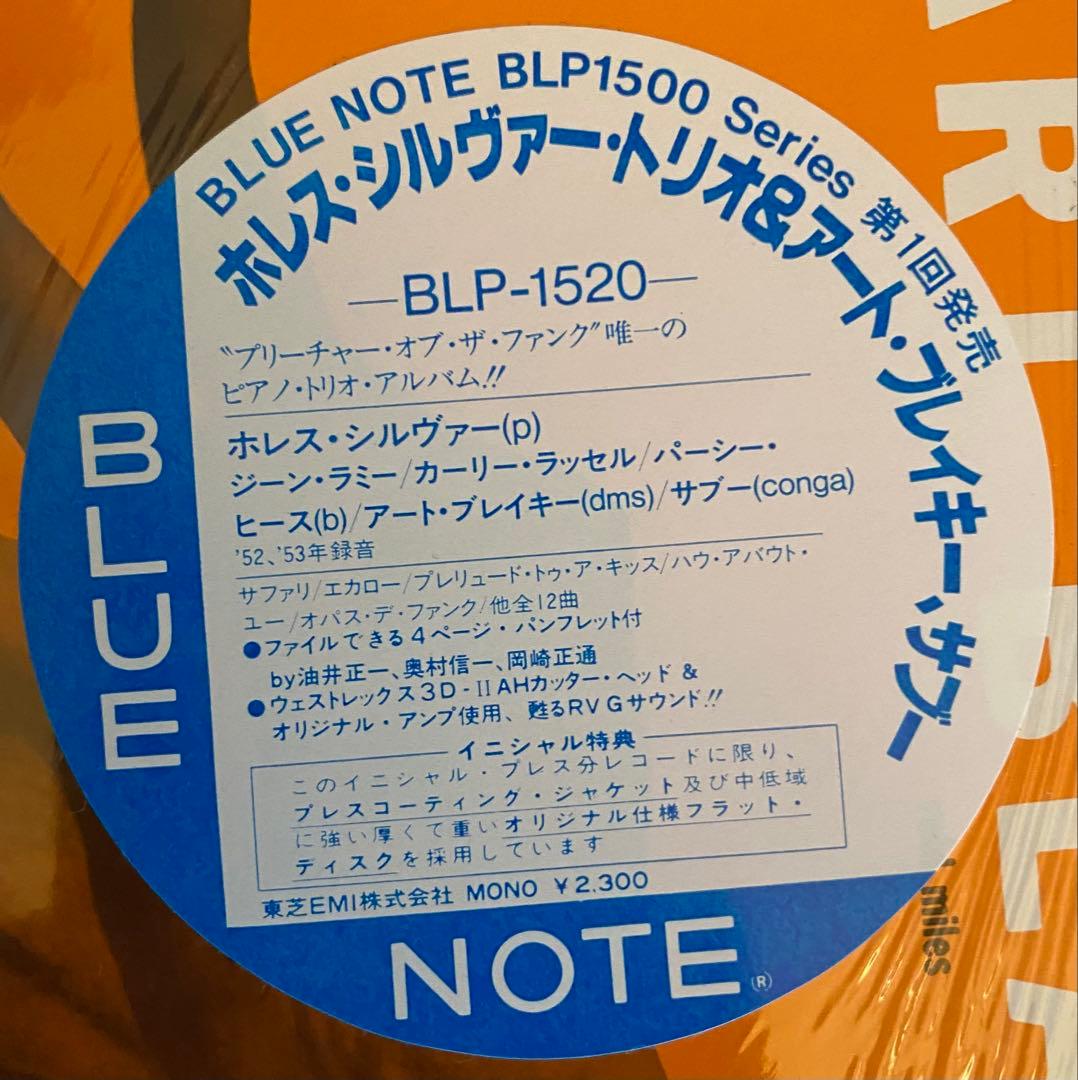 BLUE NOTE BLP1500 Series 第1回発売
ホレス・シルヴァー・トリオ&アート・ブレイキー、サブー
—BLP-1520—
"プリーチャー・オブ・ザ・ファンク"唯一の
ピアノ・トリオ・アルバム!!
ホレス・シルヴァー(p)
ジーン・ラミー/カーリー・ラッセル/パーシー・
ヒース(b)/アート・ブレイキー(dms)/サブー(conga)
'52、'53年録音
サファリ/エカロー/プレリュード・トゥ・ア・キッス/ハウ・アバウト・
ユー/オパス・デ・ファンク/他全12曲
●ファイルできる4ページ・パンフレット付
by油井正一、奥村信一、岡崎正通
●ウェストレックス3D-ⅡAHカッター・ヘッド&
オリジナル・アンプ使用、甦るRVGサウンド!!
イニシャル特典
このイニシャル・プレス分レコードに限り、
プレスコーティング・ジャケット及び中低域
に強い厚くて重いオリジナル仕様フラット・
ディスクを採用しています
東芝EMI株式会社 MONO ¥2,300
BLUE
NOTE®
miles